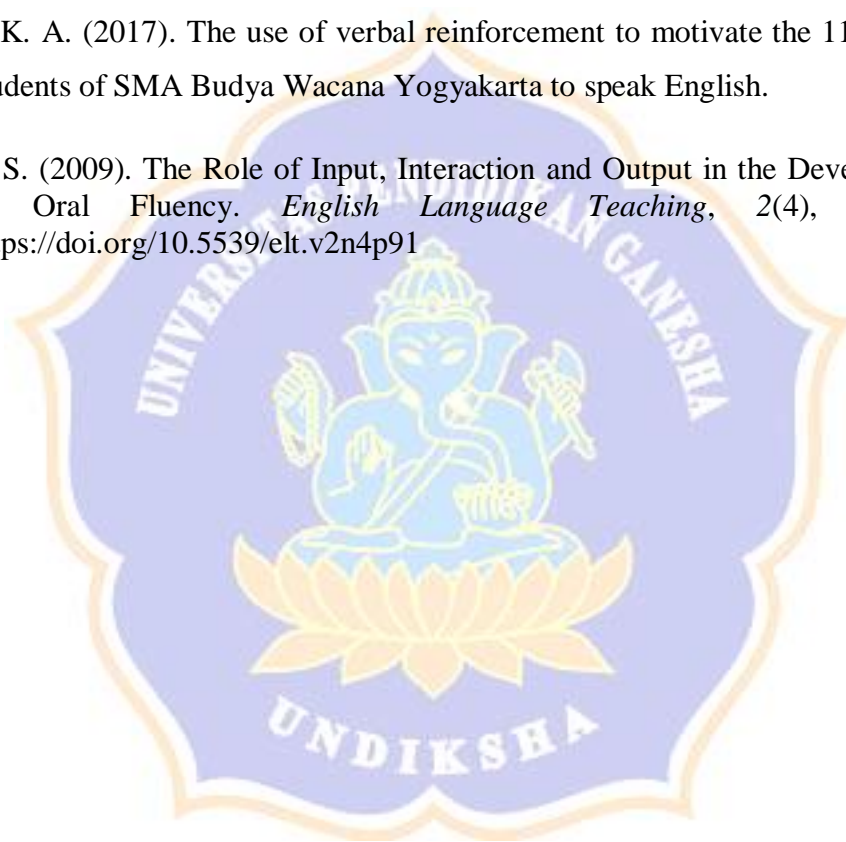 K. A. (2017). The use of verbal reinforcement to motivate the 11
udents of SMA Budya Wacana Yogyakarta to speak English.
S. (2009). The Role of Input, Interaction and Output in the Deve
Oral Fluency. English Language Teaching, 2(4),
ps://doi.org/10.5539/elt.v2n4p91
UNIVERSITAS PENDIDIKAN GANESHA
UNDIKSHA